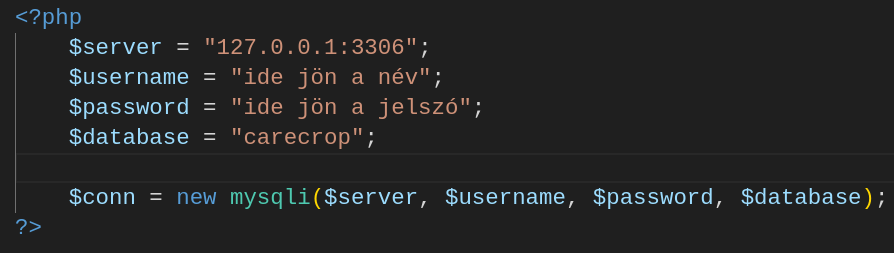 <?php
    $server = "127.0.0.1:3306";
    $username = "ide jön a név";
    $password = "ide jön a jelszó";
    $database = "carecrop";
    $conn = new mysqli($server, $username, $password, $database);
?>